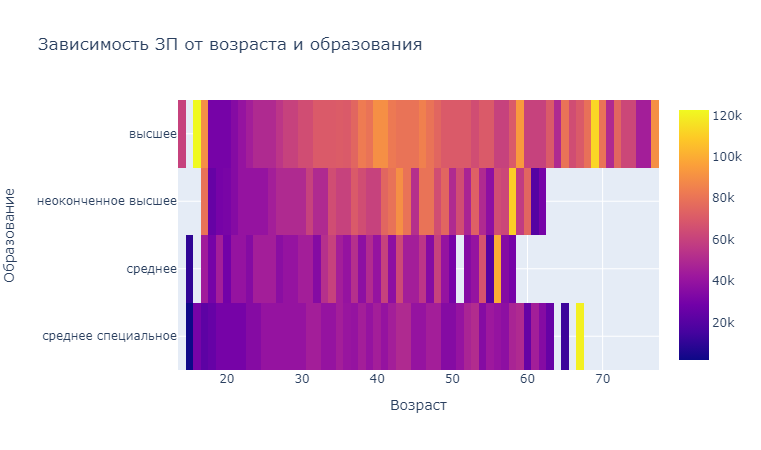 Зависимость ЗП от возраста и образования
Образование
высшее
неоконченное высшее
среднее
среднее специальное
20 30 40 50 60 70
Возраст
120k
100k
80k
60k
40k
20k